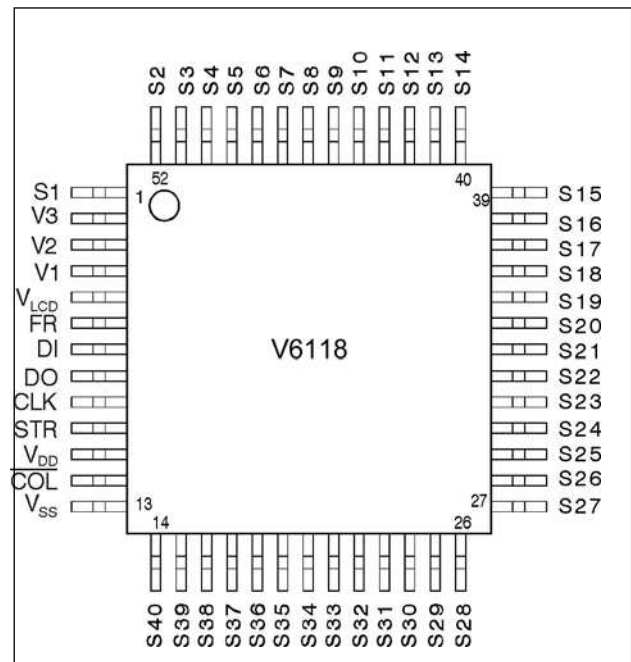 S2 S3 S4 S5 S6 S7 S8 S9 S10 S11 S12 S13 S14
52 40
S1 1 39 S15
V3 S16
V2 S17
V1 S18
VLCD S19
FR S20
DI V6118 S21
DO S22
CLK S23
STR S24
VDD S25
COL S26
VSS 13 27 S27
14 26
S40 S39 S38 S37 S36 S35 S34 S33 S32 S31 S30 S29 S28